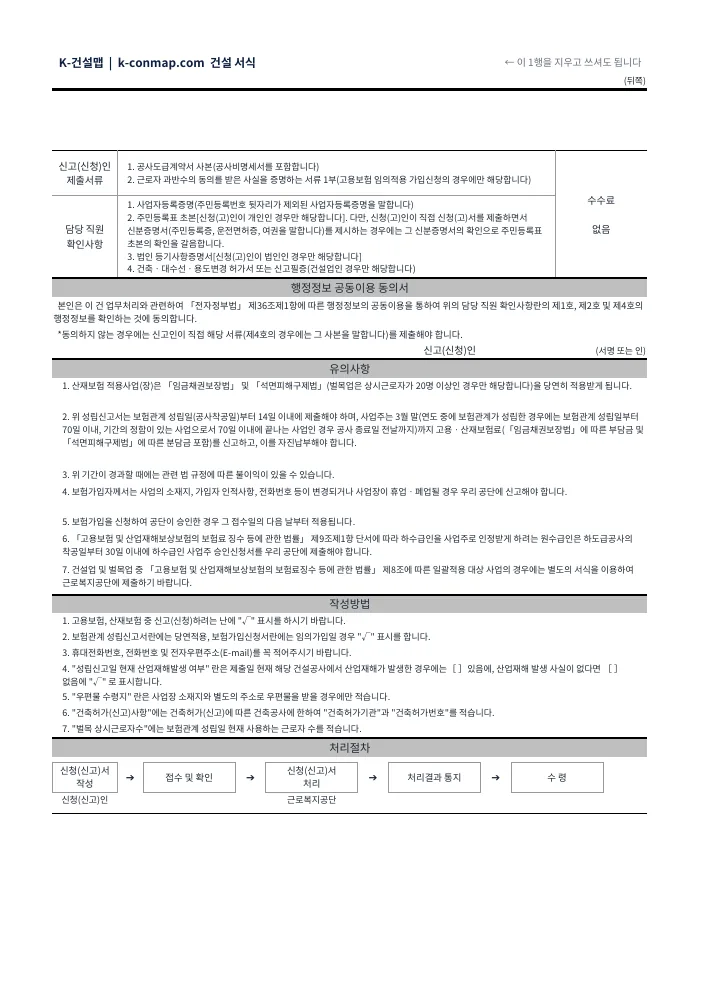 K-건설맵 | k-conmap.com 건설 서식
← 이 1행을 지우고 쓰셔도 됩니다
(뒤쪽)
신고(신청)인
제출서류
1. 공사도급계약서 사본(공사비명세서를 포함합니다)
2. 근로자 과반수의 동의를 받은 사실을 증명하는 서류 1부(고용보험 임의적용 가입신청의 경우에만 해당합니다)
수수료
없음
담당 직원
확인사항
1. 사업자등록증명(주민등록번호 뒷자리가 제외된 사업자등록증명을 말합니다)
2. 주민등록표 초본[신청(고)인이 개인인 경우만 해당합니다]. 다만, 신청(고)인이 직접 신청(고)서를 제출하면서
신분증명서(주민등록증, 운전면허증, 여권을 말합니다)를 제시하는 경우에는 그 신분증명서의 확인으로 주민등록표
초본의 확인을 갈음합니다.
3. 법인 등기사항증명서[신청(고)인이 법인인 경우만 해당합니다]
4. 건축ㆍ대수선ㆍ용도변경 허가서 또는 신고필증(건설업인 경우만 해당합니다)
행정정보 공동이용 동의서
본인은 이 건 업무처리와 관련하여 「전자정부법」 제36조제1항에 따른 행정정보의 공동이용을 통하여 위의 담당 직원 확인사항란의 제1호, 제2호 및 제4호의
행정정보를 확인하는 것에 동의합니다.
*동의하지 않는 경우에는 신고인이 직접 해당 서류(제4호의 경우에는 그 사본을 말합니다)를 제출해야 합니다.
신고(신청)인 (서명 또는 인)
유의사항
1. 산재보험 적용사업(장)은 「임금채권보장법」 및 「석면피해구제법」(벌목업은 상시근로자가 20명 이상인 경우만 해당합니다)을 당연히 적용받게 됩니다.
2. 위 성립신고서는 보험관계 성립일(공사착공일)부터 14일 이내에 제출해야 하며, 사업주는 3월 말(연도 중에 보험관계가 성립한 경우에는 보험관계 성립일부터
70일 이내, 기간의 정함이 있는 사업으로서 70일 이내에 끝나는 사업인 경우 공사 종료일 전날까지)까지 고용ㆍ산재보험료(「임금채권보장법」에 따른 부담금 및
「석면피해구제법」에 따른 분담금 포함)를 신고하고, 이를 자진납부해야 합니다.
3. 위 기간이 경과할 때에는 관련 법 규정에 따른 불이익이 있을 수 있습니다.
4. 보험가입자께서는 사업의 소재지, 가입자 인적사항, 전화번호 등이 변경되거나 사업장이 휴업ㆍ폐업될 경우 우리 공단에 신고해야 합니다.
5. 보험가입을 신청하여 공단이 승인한 경우 그 접수일의 다음 날부터 적용됩니다.
6. 「고용보험 및 산업재해보상보험의 보험료 징수 등에 관한 법률」 제9조제1항 단서에 따라 하수급인을 사업주로 인정받게 하려는 원수급인은 하도급공사의
착공일부터 30일 이내에 하수급인 사업주 승인신청서를 우리 공단에 제출해야 합니다.
7. 건설업 및 벌목업 중 「고용보험 및 산업재해보상보험의 보험료징수 등에 관한 법률」 제8조에 따른 일괄적용 대상 사업의 경우에는 별도의 서식을 이용하여
근로복지공단에 제출하기 바랍니다.
작성방법
1. 고용보험, 산재보험 중 신고(신청)하려는 난에 "√" 표시를 하시기 바랍니다.
2. 보험관계 성립신고서란에는 당연적용, 보험가입신청서란에는 임의가입일 경우 "√" 표시를 합니다.
3. 휴대전화번호, 전화번호 및 전자우편주소(E-mail)를 꼭 적어주시기 바랍니다.
4. "성립신고일 현재 산업재해발생 여부" 란은 제출일 현재 해당 건설공사에서 산업재해가 발생한 경우에는 [ ] 있음에, 산업재해 발생 사실이 없다면 [ ]
없음에 "√" 로 표시합니다.
5. "우편물 수령지" 란은 사업장 소재지와 별도의 주소로 우편물을 받을 경우에만 적습니다.
6. "건축허가(신고)사항"에는 건축허가(신고)에 따른 건축공사에 한하여 "건축허가기관"과 "건축허가번호"를 적습니다.
7. "벌목 상시근로자수"에는 보험관계 성립일 현재 사용하는 근로자 수를 적습니다.
처리절차
신청(신고)서
작성
➔
접수 및 확인
➔
신청(신고)서
처리
➔
처리결과 통지
➔
수 령
신청(신고)인
근로복지공단